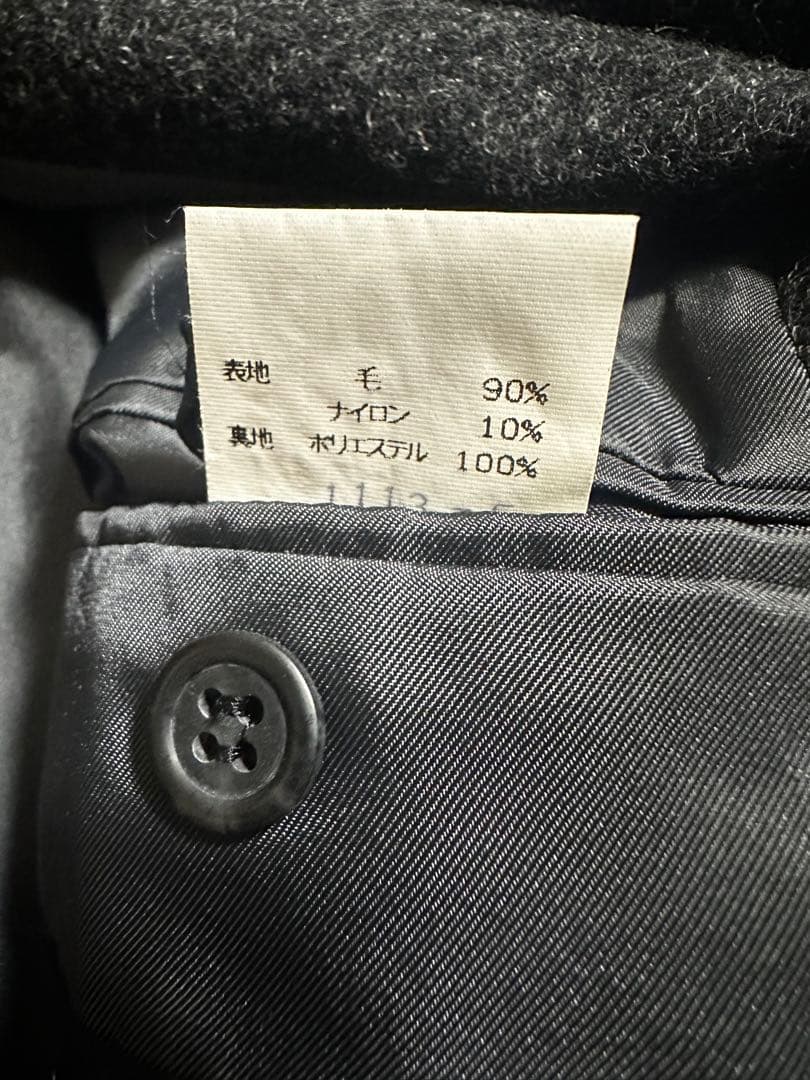 表地 毛 90%
ナイロン 10%
裏地 ポリエステル 100%